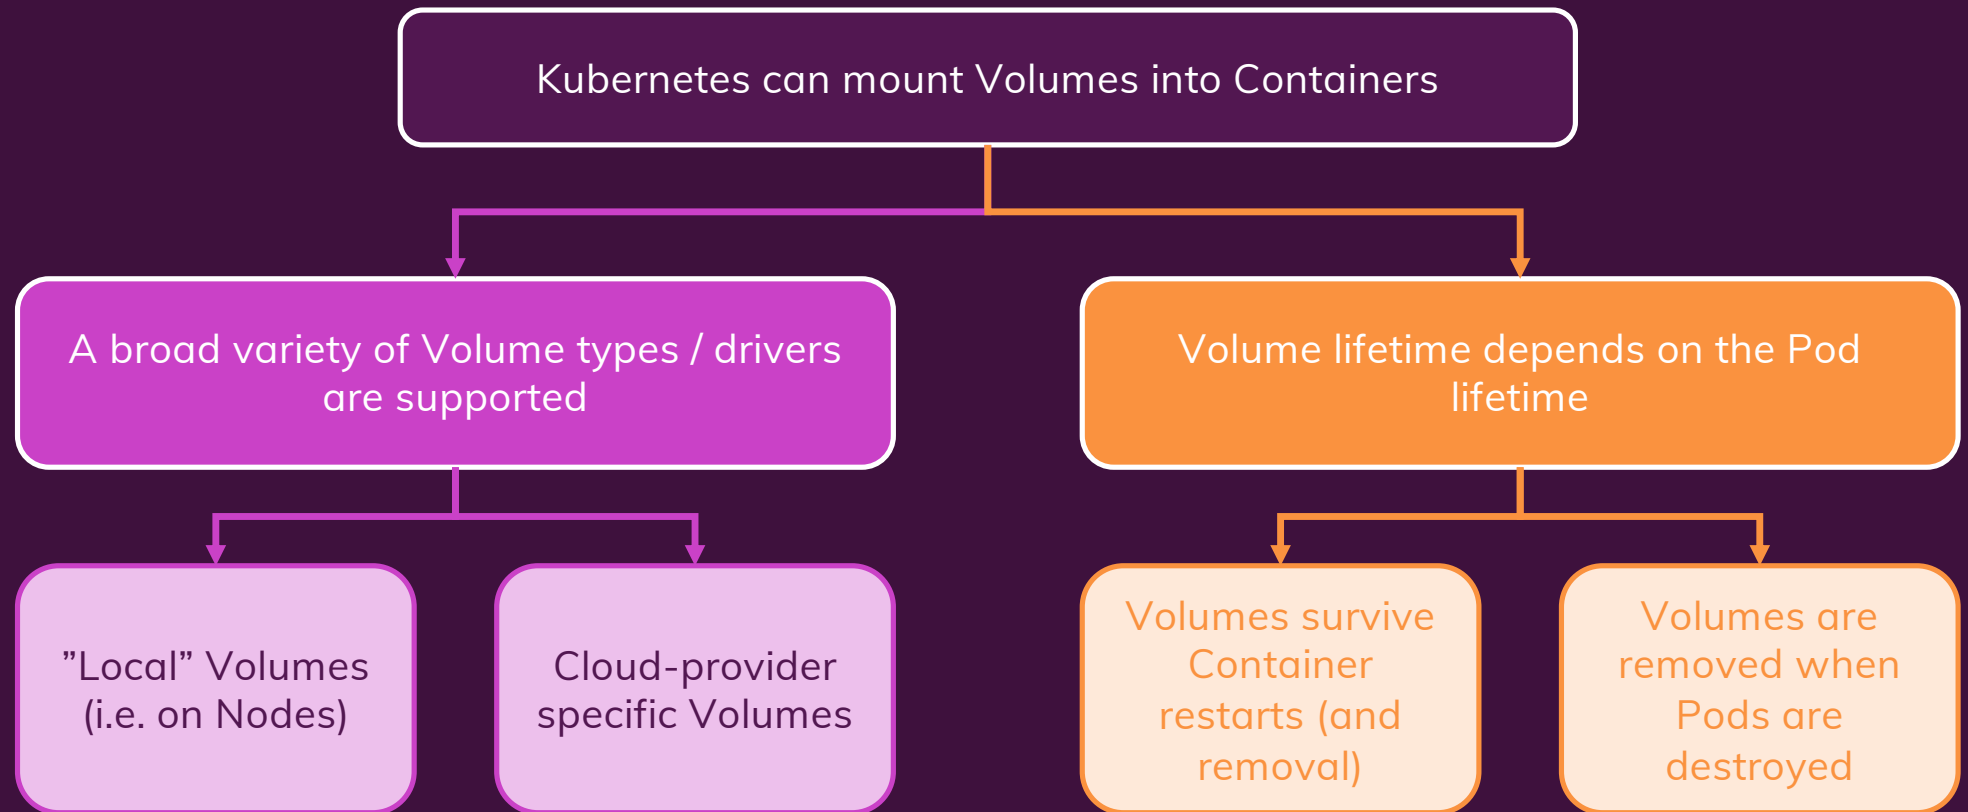 Kubernetes can mount Volumes into Containers
A broad variety of Volume types / drivers
are supported
Volume lifetime depends on the Pod
lifetime
”Local” Volumes
(i.e. on Nodes)
Cloud-provider
specific Volumes
Volumes survive
Container
restarts (and
removal)
Volumes are
removed when
Pods are
destroyed